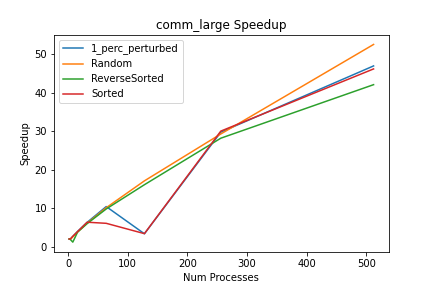 comm_large Speedup
1_perc_perturbed
Random
ReverseSorted
Sorted
Speedup
50
40
30
20
10
0
0
100
200
300
400
500
Num Processes